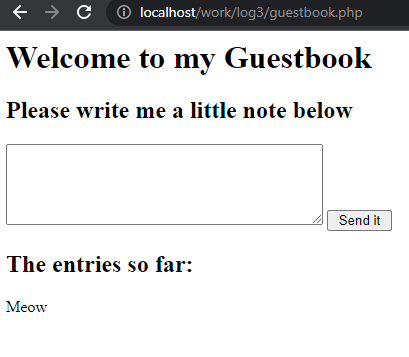 localhost/work/log3/guestbook.php
Welcome to my Guestbook
Please write me a little note below
Send it
The entries so far:
Meow